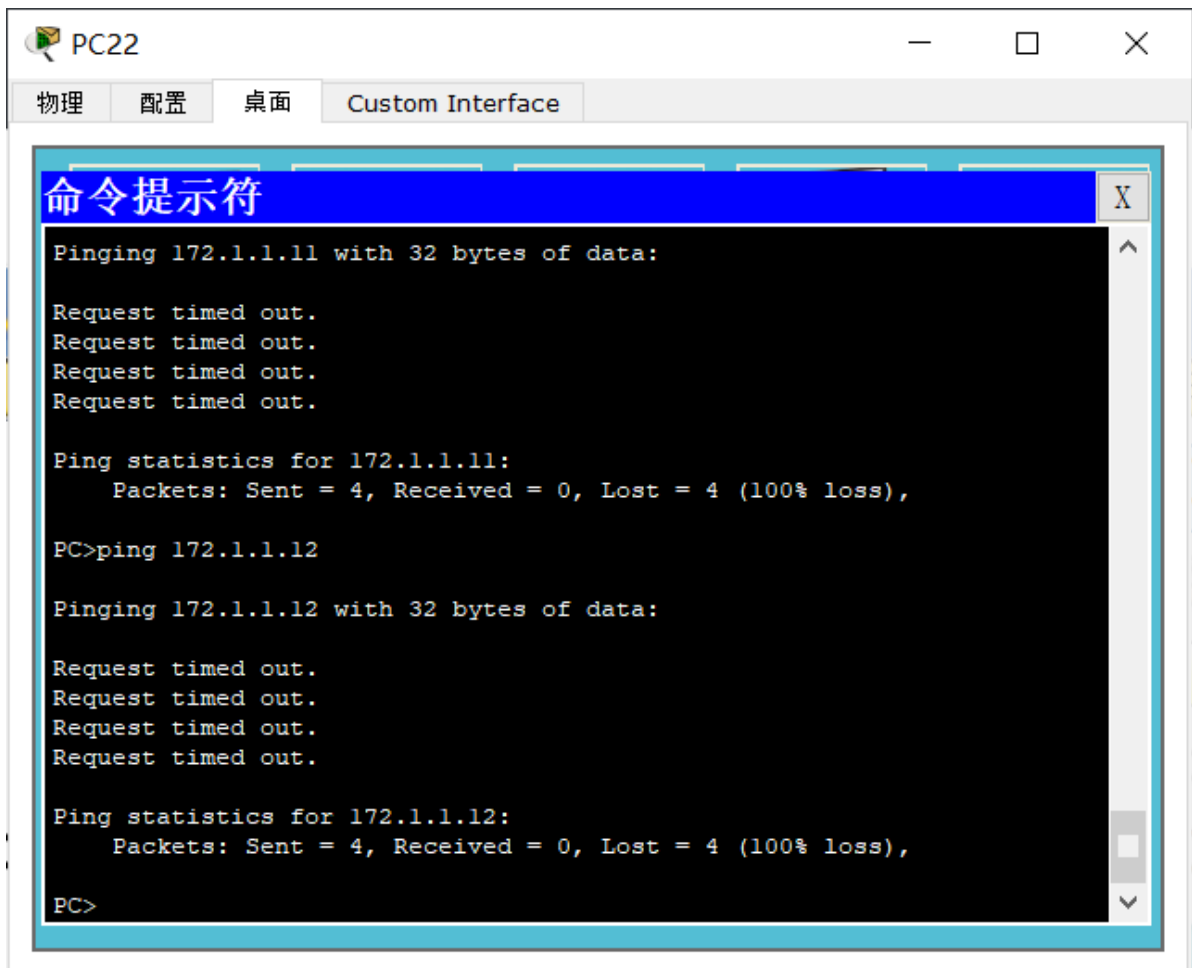 PC22
物理 配置 桌面 Custom Interface
命令提示符 X
Pinging 172.1.1.11 with 32 bytes of data:
Request timed out.
Request timed out.
Request timed out.
Request timed out.
Ping statistics for 172.1.1.11:
Packets: Sent = 4, Received = 0, Lost = 4 (100% loss),
PC>ping 172.1.1.12
Pinging 172.1.1.12 with 32 bytes of data:
Request timed out.
Request timed out.
Request timed out.
Request timed out.
Ping statistics for 172.1.1.12:
Packets: Sent = 4, Received = 0, Lost = 4 (100% loss),
PC>